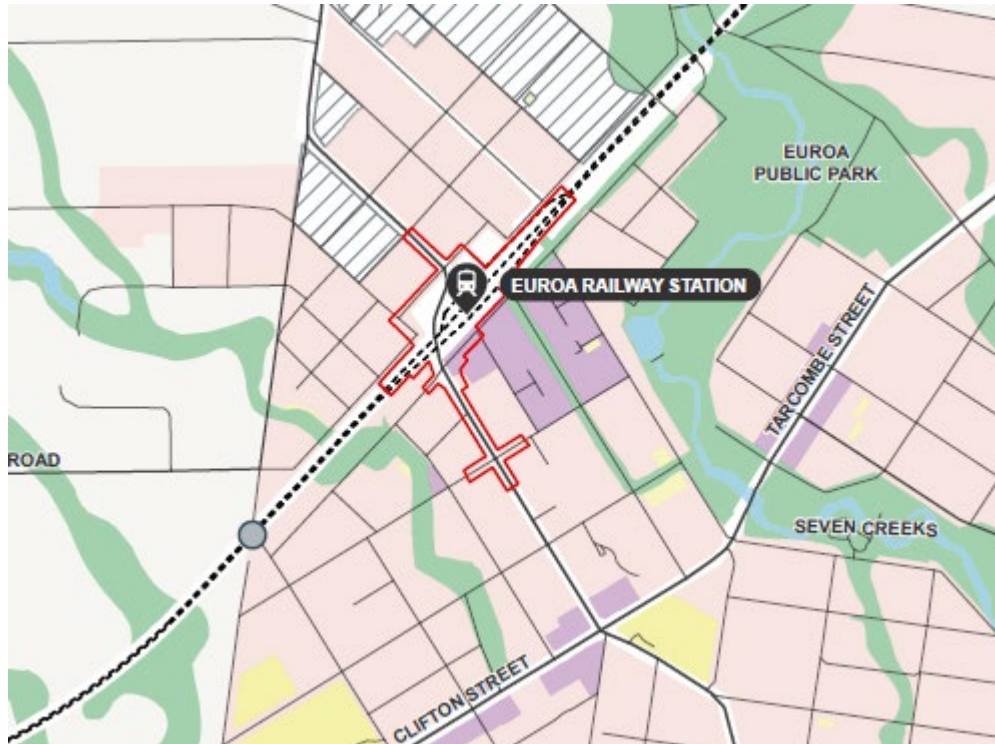 EUROA
PUBLIC PARK
EUROA RAILWAY STATION
TARCOMBE STREET
ROAD
SEVEN CREEKS
CLIFTON STREET